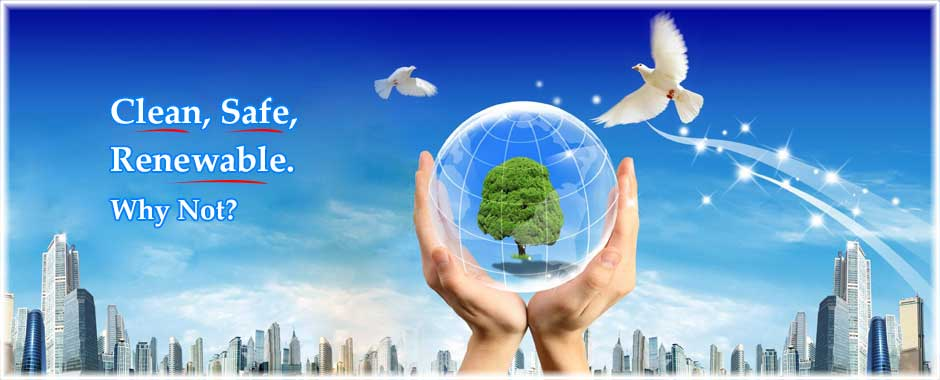 Clean, Safe,
Renewable.
Why Not?